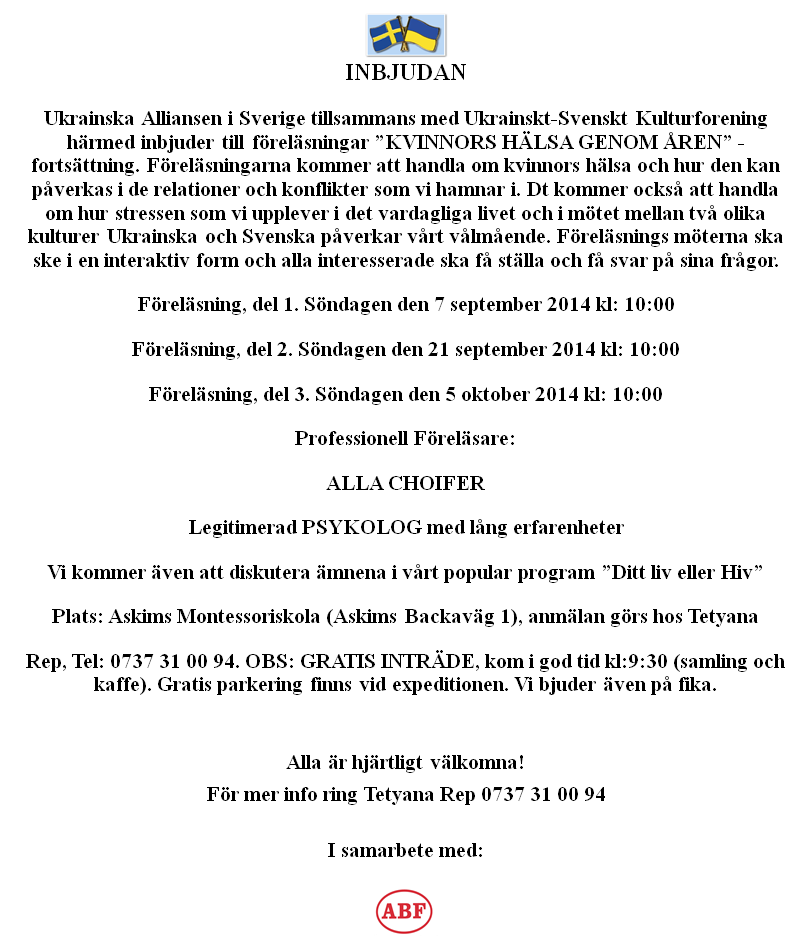 INBJUDAN
Ukrainska Alliansen i Sverige tillsammans med Ukrainskt-Svenskt Kulturforening
härmed inbjuder till föreläsningar ”KVINNORS HÄLSA GENOM ÅREN” -
fortsättning. Föreläsningarna kommer att handla om kvinnors hälsa och hur den kan
påverkas i de relationer och konflikter som vi hamnar i. Dt kommer också att handla
om hur stressen som vi upplever i det vardagliga livet och i mötet mellan två olika
kulturer Ukrainska och Svenska påverkar vårt vålmående. Föreläsnings möterna ska
ske i en interaktiv form och alla interesserade ska få ställa och få svar på sina frågor.
Föreläsning, del 1. Söndagen den 7 september 2014 kl: 10:00
Föreläsning, del 2. Söndagen den 21 september 2014 kl: 10:00
Föreläsning, del 3. Söndagen den 5 oktober 2014 kl: 10:00
Professionell Föreläsare:
ALLA CHOIFER
Legitimerad PSYKOLOG med lång erfarenheter
Vi kommer även att diskutera ämnena i vårt popular program ”Ditt liv eller Hiv”
Plats: Askims Montessoriskola (Askims Backaväg 1), anmälan görs hos Tetyana
Rep, Tel: 0737 31 00 94. OBS: GRATIS INTRÄDE, kom i god tid kl:9:30 (samling och
kaffe). Gratis parkering finns vid expeditionen. Vi bjuder även på fika.
Alla är hjärtligt välkomna!
För mer info ring Tetyana Rep 0737 31 00 94
I samarbete med:
ABF